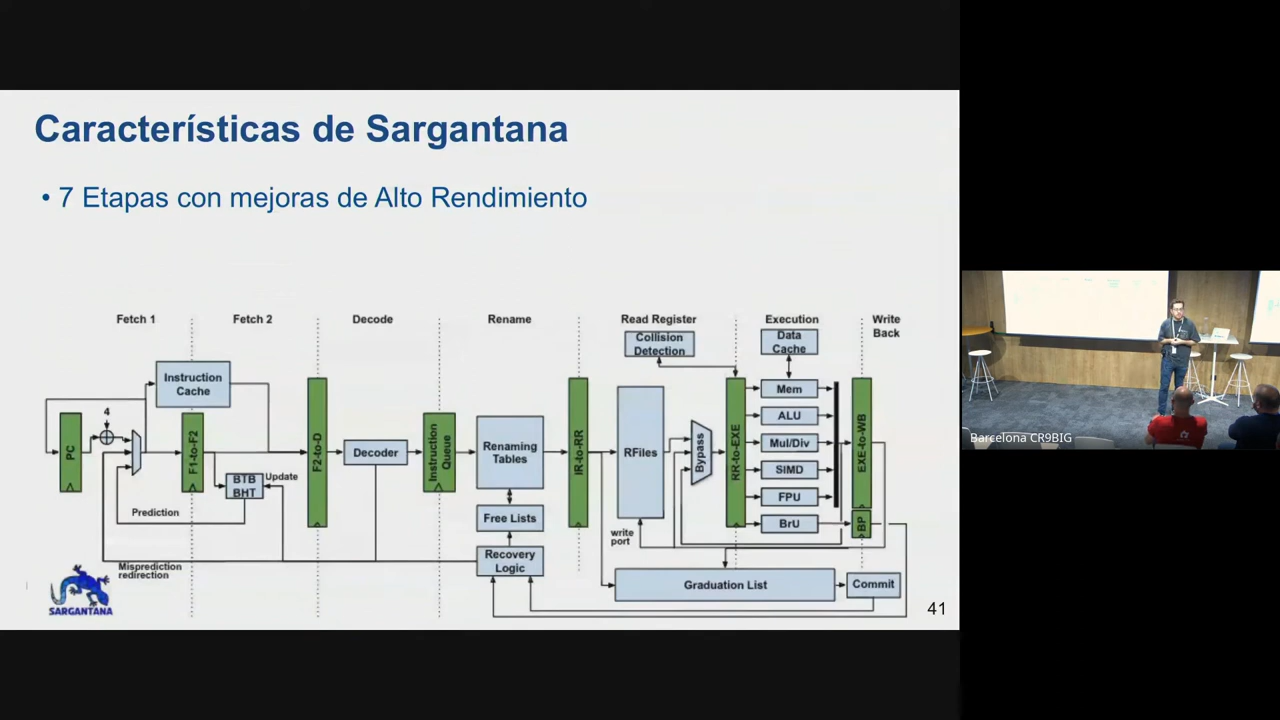 Características de Sargantana
• 7 Etapas con mejoras de Alto Rendimiento
Fetch 1
Fetch 2
Decode
Rename
Read Register
Execution
Write
Back
Collision
Detection
Data
Cache
Instruction
Cache
4
PC
F1-to-F2
BTB
BHT
Update
Prediction
Misprediction
redirection
F2-to-D
Decoder
Instruction
Queue
Renaming
Tables
Free Lists
Recovery
Logic
IR-to-RR
RFiles
write
port
Bypass
RR-to-EXE
Mem
ALU
Mul/Div
SIMD
FPU
BrU
EXE-to-WB
BP
Graduation List
Commit
SARGANTANA
41
Barcelona CR9BIG